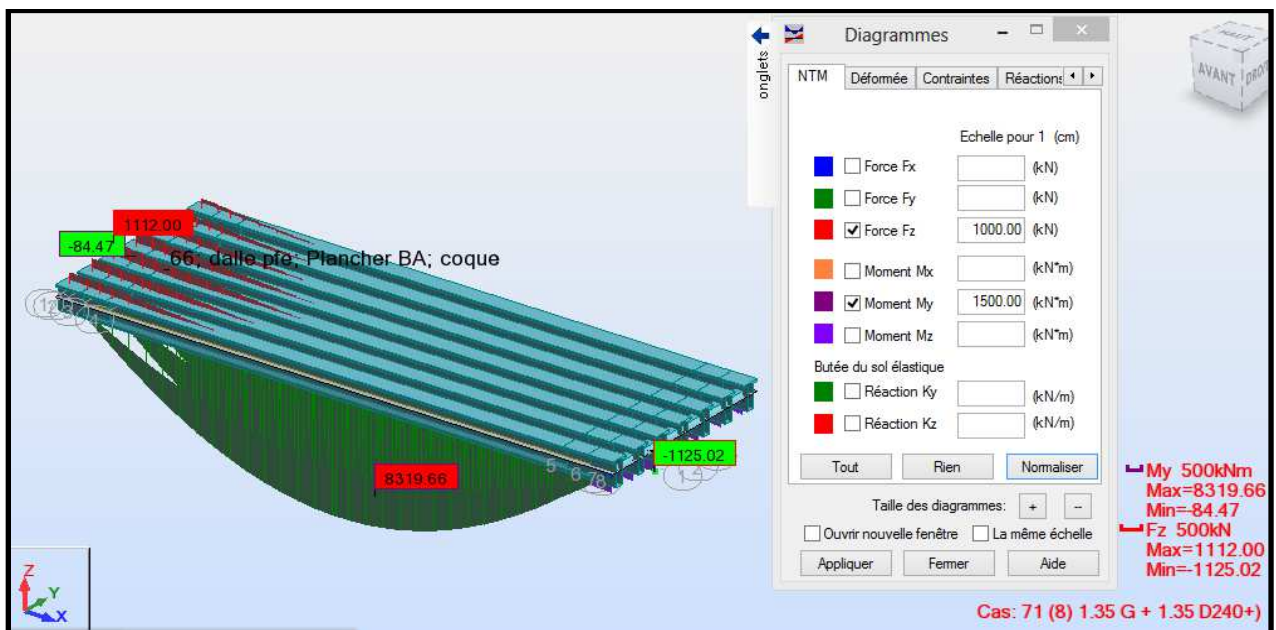 Diagrammes
onglets
NTM Déformée Contraintes Réactions
HAUT
AVANT
Echelle pour 1 (cm)
Force Fx (kN)
Force Fy (kN)
Force Fz 1000.00 (kN)
Moment Mx (kN*m)
Moment My 1500.00 (kN*m)
Moment Mz (kN*m)
Butée du sol élastique
Réaction Ky (kN/m)
Réaction Kz (kN/m)
Tout Rien Normaliser
Taille des diagrammes: + -
Ouvrir nouvelle fenêtre La même échelle
Appliquer Fermer Aide
1112.00
-84.47
66; dalle pfe; Plancher BA; coque
-1125.02
8319.66
5 6 7 8
My 500kNm
Max=8319.66
Min=-84.47
Fz 500kN
Max=1112.00
Min=-1125.02
Z
Y
X
Cas: 71 (8) 1.35 G + 1.35 D240+)